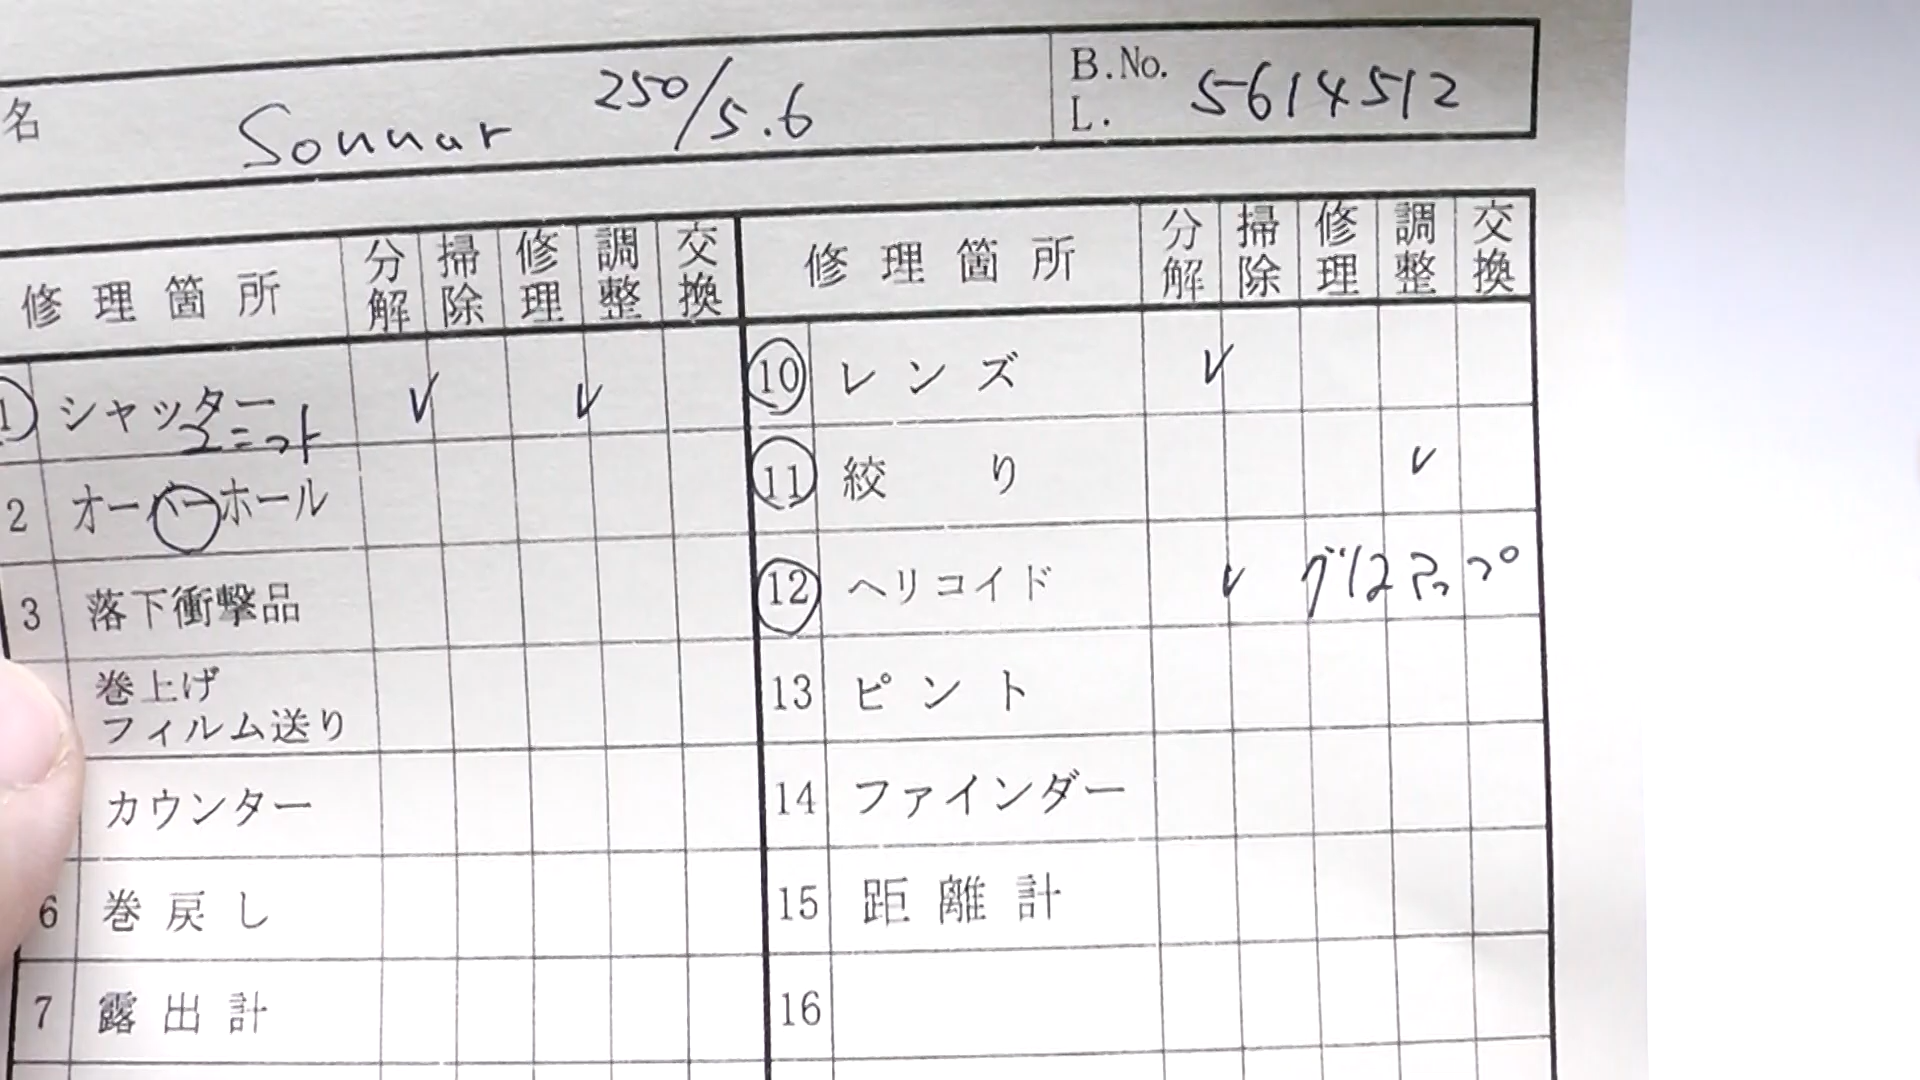 名 Sonnar 250/5.6 B.No. L. 5614512
修理箇所 分解 掃除 修理 調整 交換 修理箇所 分解 掃除 修理 調整 交換
1 シャッター ✓ ✓ 10 レンズ ✓
ユニット
2 オーバーホール 11 絞り ✓
3 落下衝撃品 12 ヘリコイド ✓ グリスアップ
巻上げ 13 ピント
フィルム送り
カウンター 14 ファインダー
6 巻戻し 15 距離計
7 露出計 16